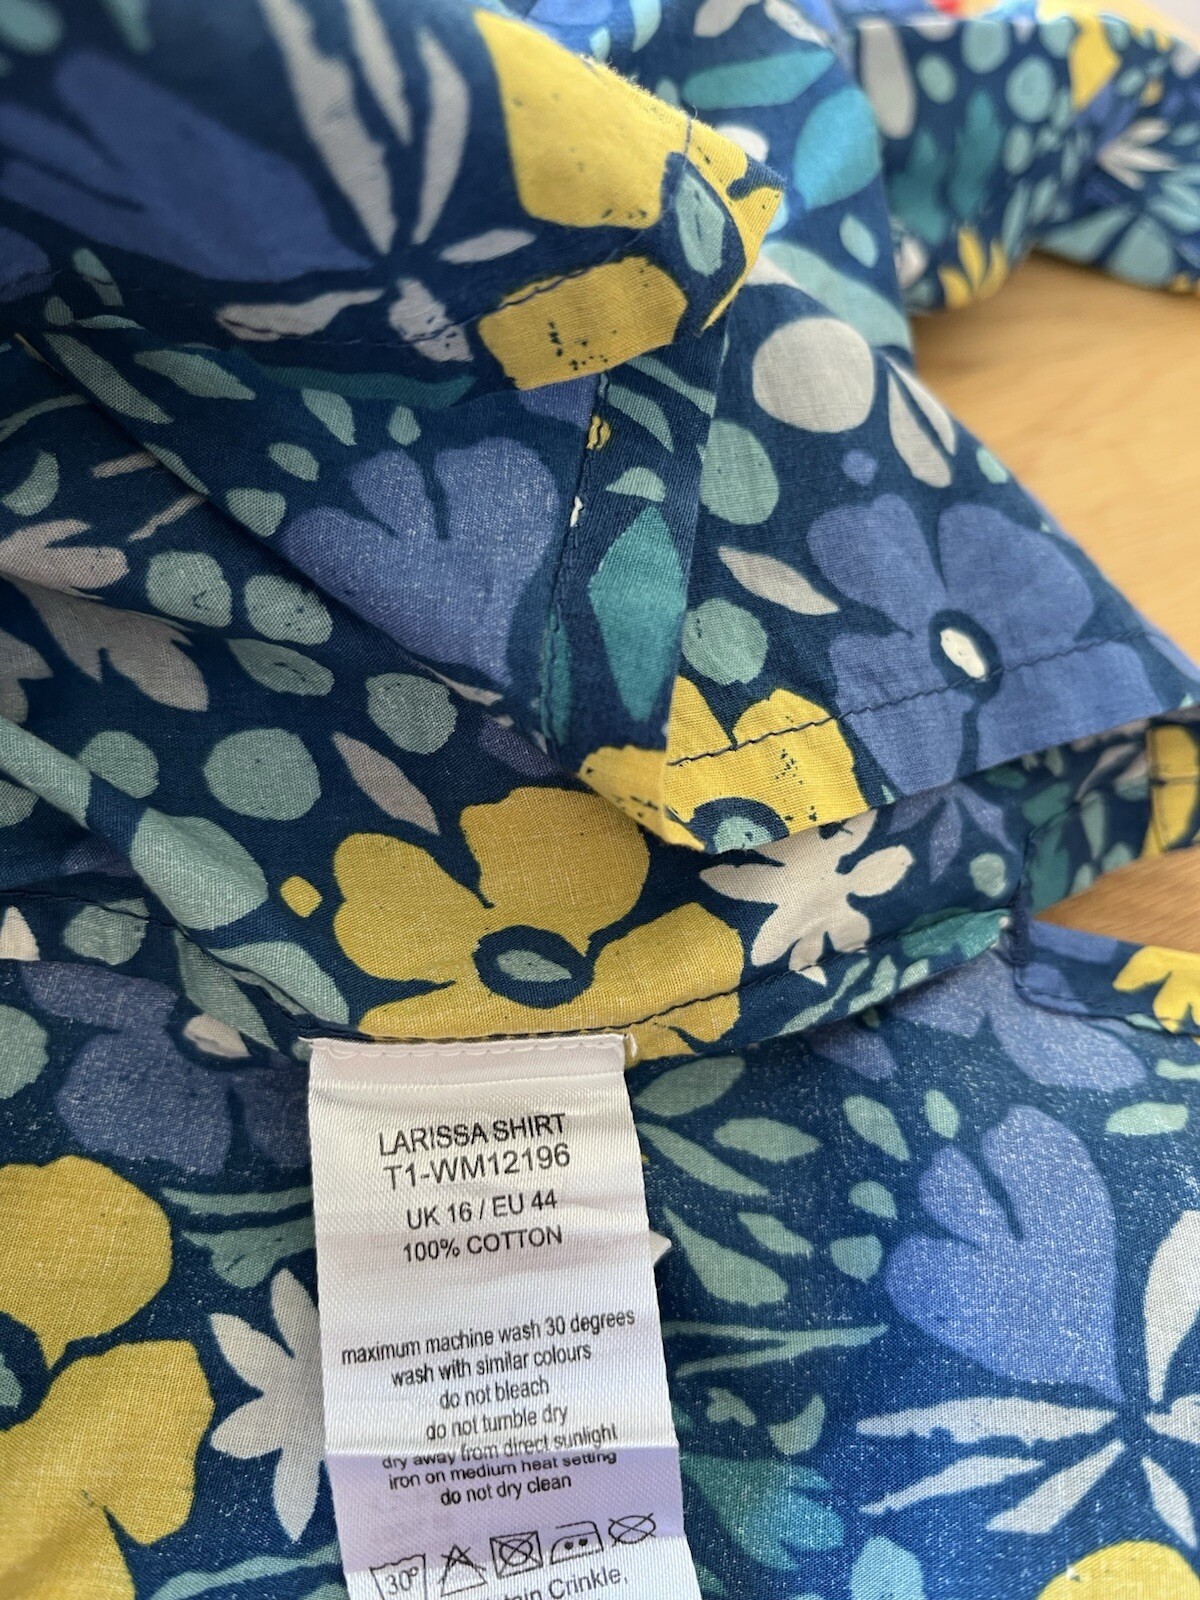 LARISSA SHIRT
T1-WM12196
UK 16 / EU 44
100% COTTON
maximum machine wash 30 degrees
wash with similar colours
do not bleach
do not tumble dry
dry away from direct sunlight
iron on medium heat setting
do not dry clean
30°
Crinkle,